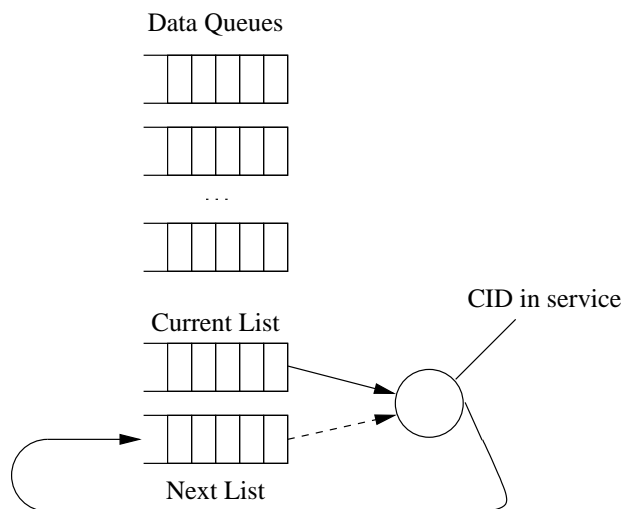 Data Queues
...
CID in service
Current List
Next List